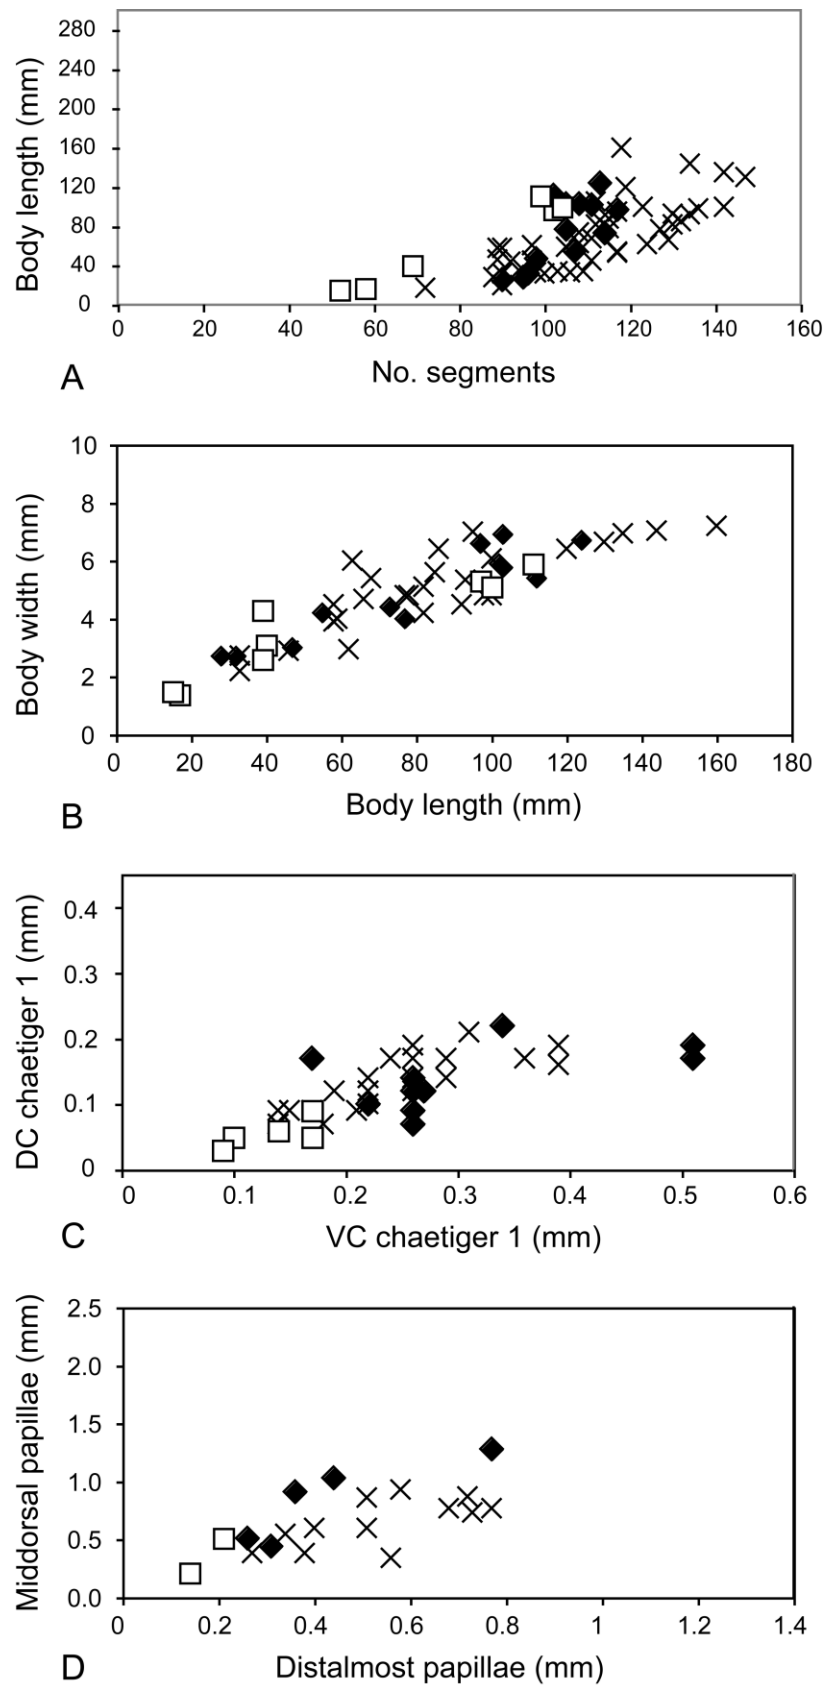 Body length (mm)
280
240
200
160
120
80
40
0
0 20 40 60 80 100 120 140 160
No. segments
A
Body width (mm)
10
8
6
4
2
0
0 20 40 60 80 100 120 140 160 180
Body length (mm)
B
DC chaetiger 1 (mm)
0.4
0.3
0.2
0.1
0
0 0.1 0.2 0.3 0.4 0.5 0.6
VC chaetiger 1 (mm)
C
Middorsal papillae (mm)
2.5
2.0
1.5
1.0
0.5
0.0
0 0.2 0.4 0.6 0.8 1 1.2 1.4
Distalmost papillae (mm)
D